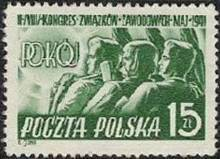 II-/VIII/-KONGRES-ZWIĄZKÓW-ZAWODOWYCH-MAJ-1949
POKÓJ
15
ZŁ
POCZTA POLSKA